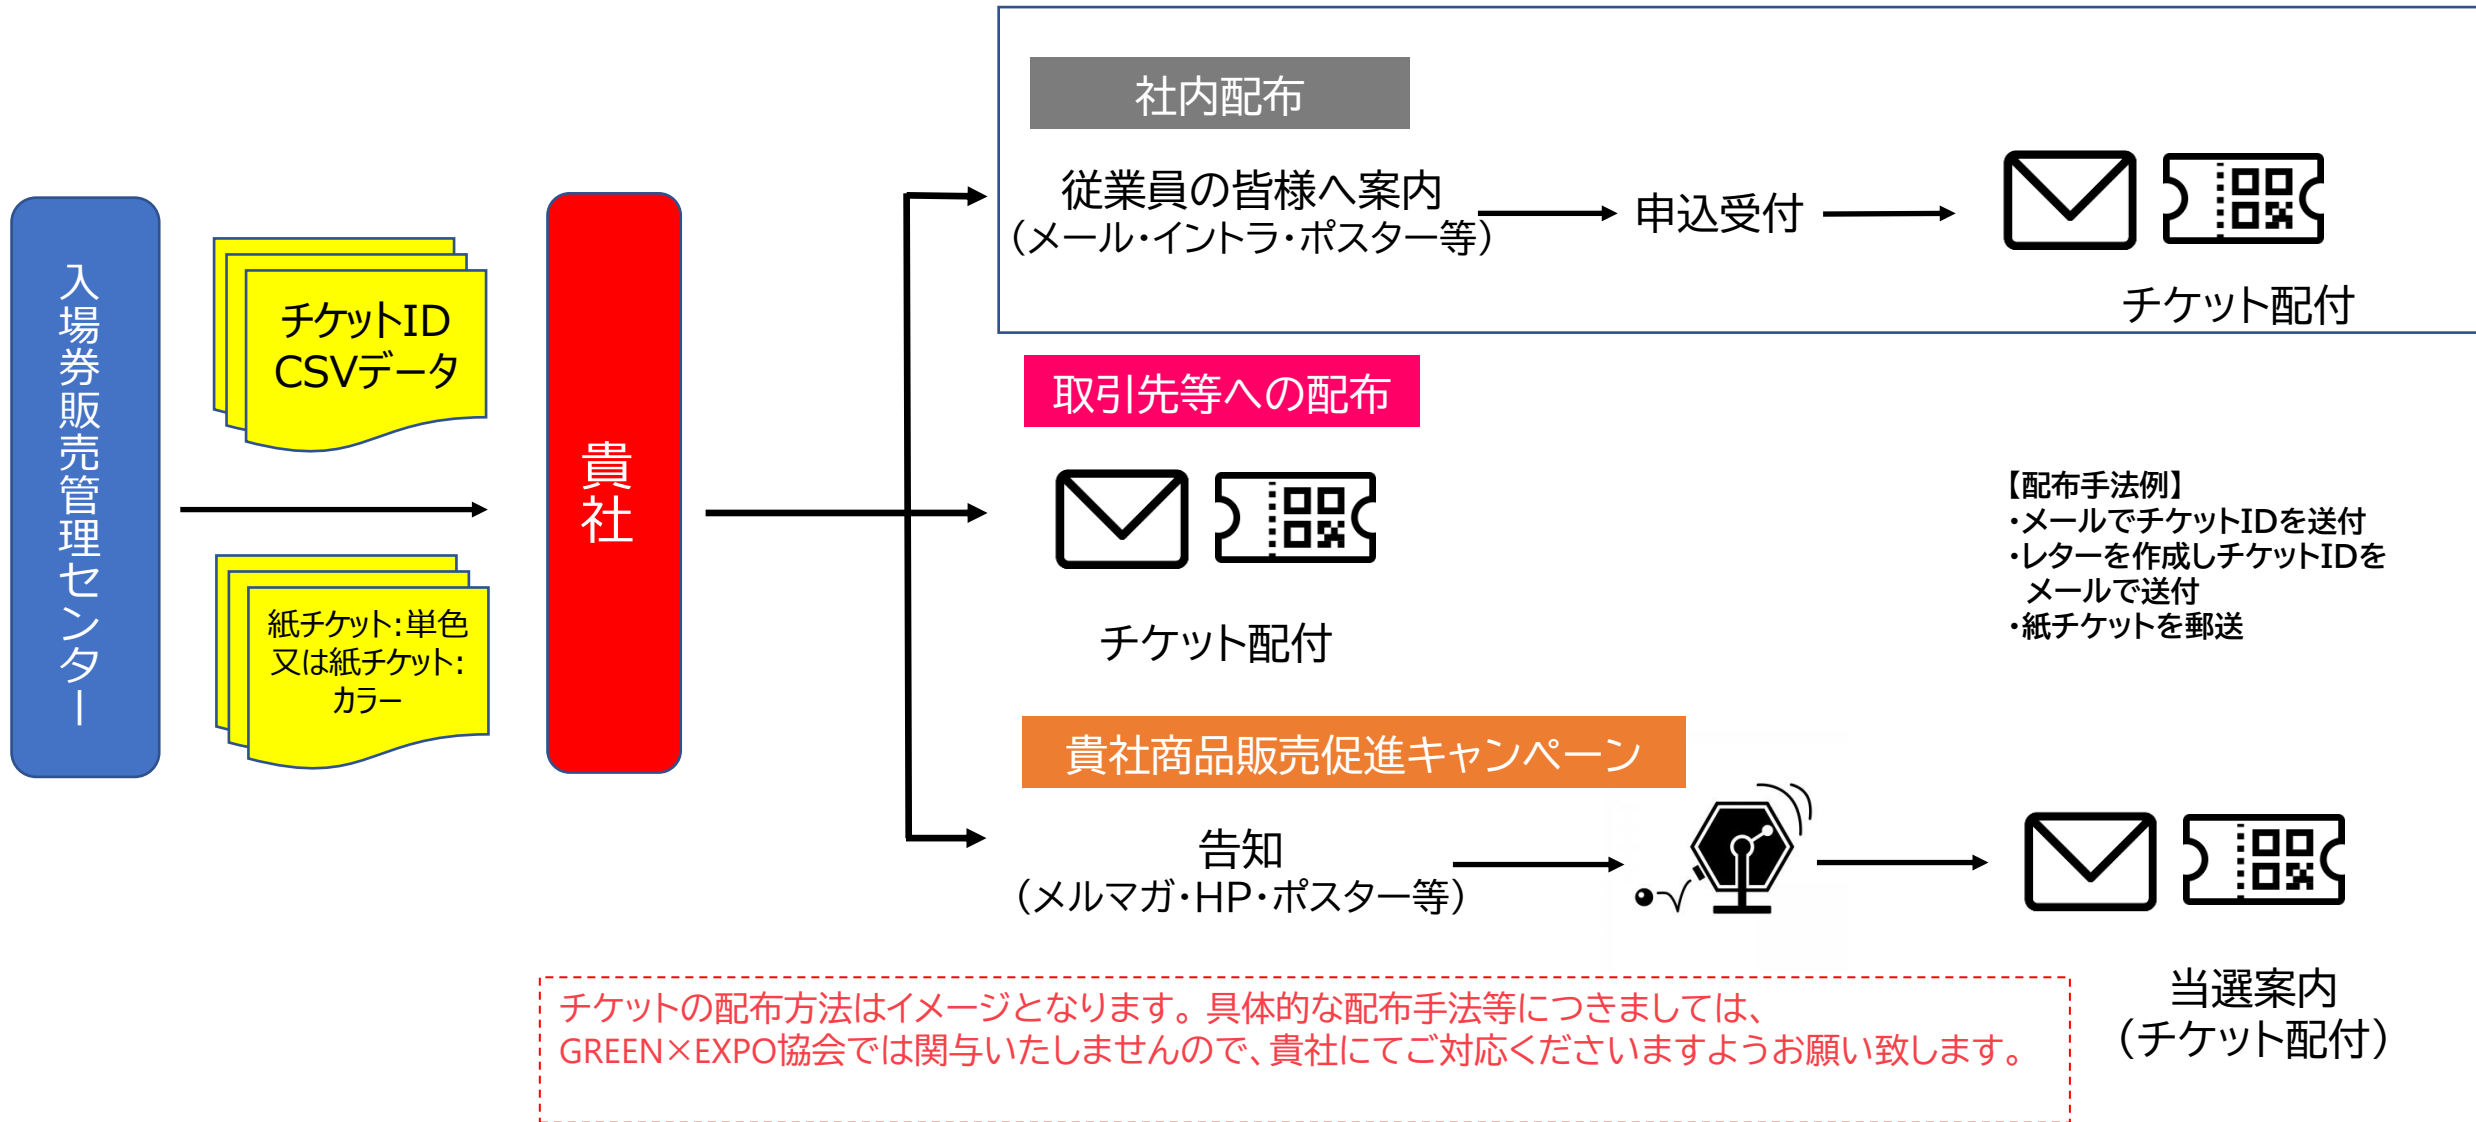 入場券販売管理センター
チケットID
CSVデータ
紙チケット:単色
又は紙チケット:
カラー
貴社
社内配布
従業員の皆様へ案内
（メール・イントラ・ポスター等）
申込受付
チケット配付
取引先等への配布
チケット配付
【配布手法例】
・メールでチケットIDを送付
・レターを作成しチケットIDを
メールで送付
・紙チケットを郵送
貴社商品販売促進キャンペーン
告知
（メルマガ・HP・ポスター等）
当選案内
（チケット配付）
チケットの配布方法はイメージとなります。具体的な配布手法等につきましては、
GREEN×EXPO協会では関与いたしませんので、貴社にてご対応くださいますようお願い致します。